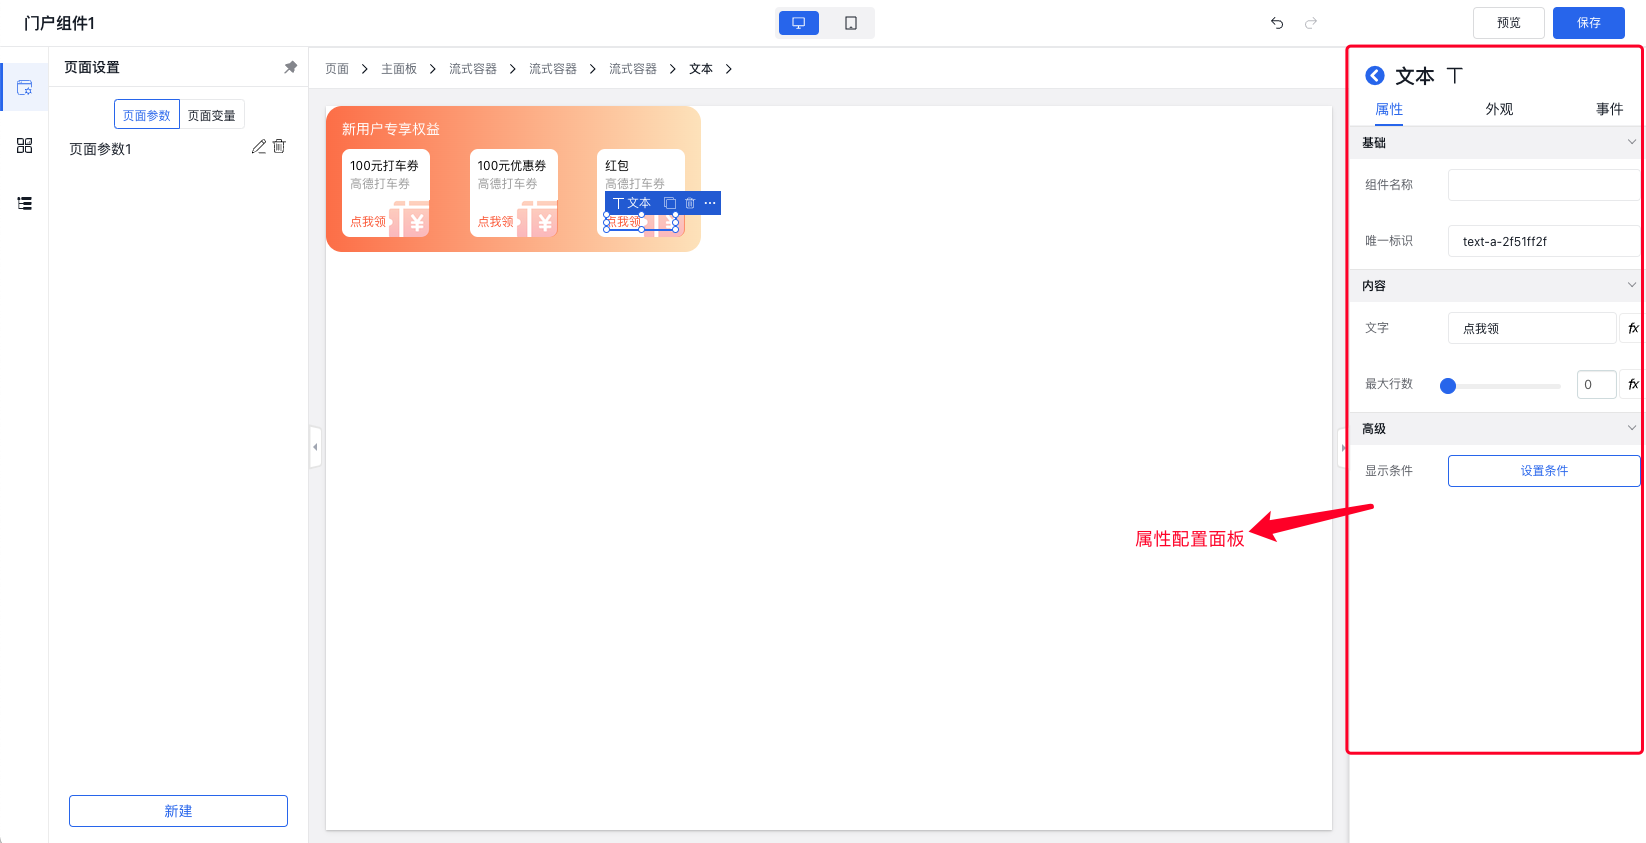 门户组件1
预览
保存
页面设置
页面参数
页面变量
页面参数1
新建
页面 > 主面板 > 流式容器 > 流式容器 > 流式容器 > 文本 >
新用户专享权益
100元打车券
高德打车券
点我领
¥
100元优惠券
高德打车券
点我领
¥
红包
高德打车券
文本
点我领
属性配置面板
文本
属性
外观
事件
基础
组件名称
唯一标识
text-a-2f51ff2f
内容
文字
点我领
fx
最大行数
0
fx
高级
显示条件
设置条件